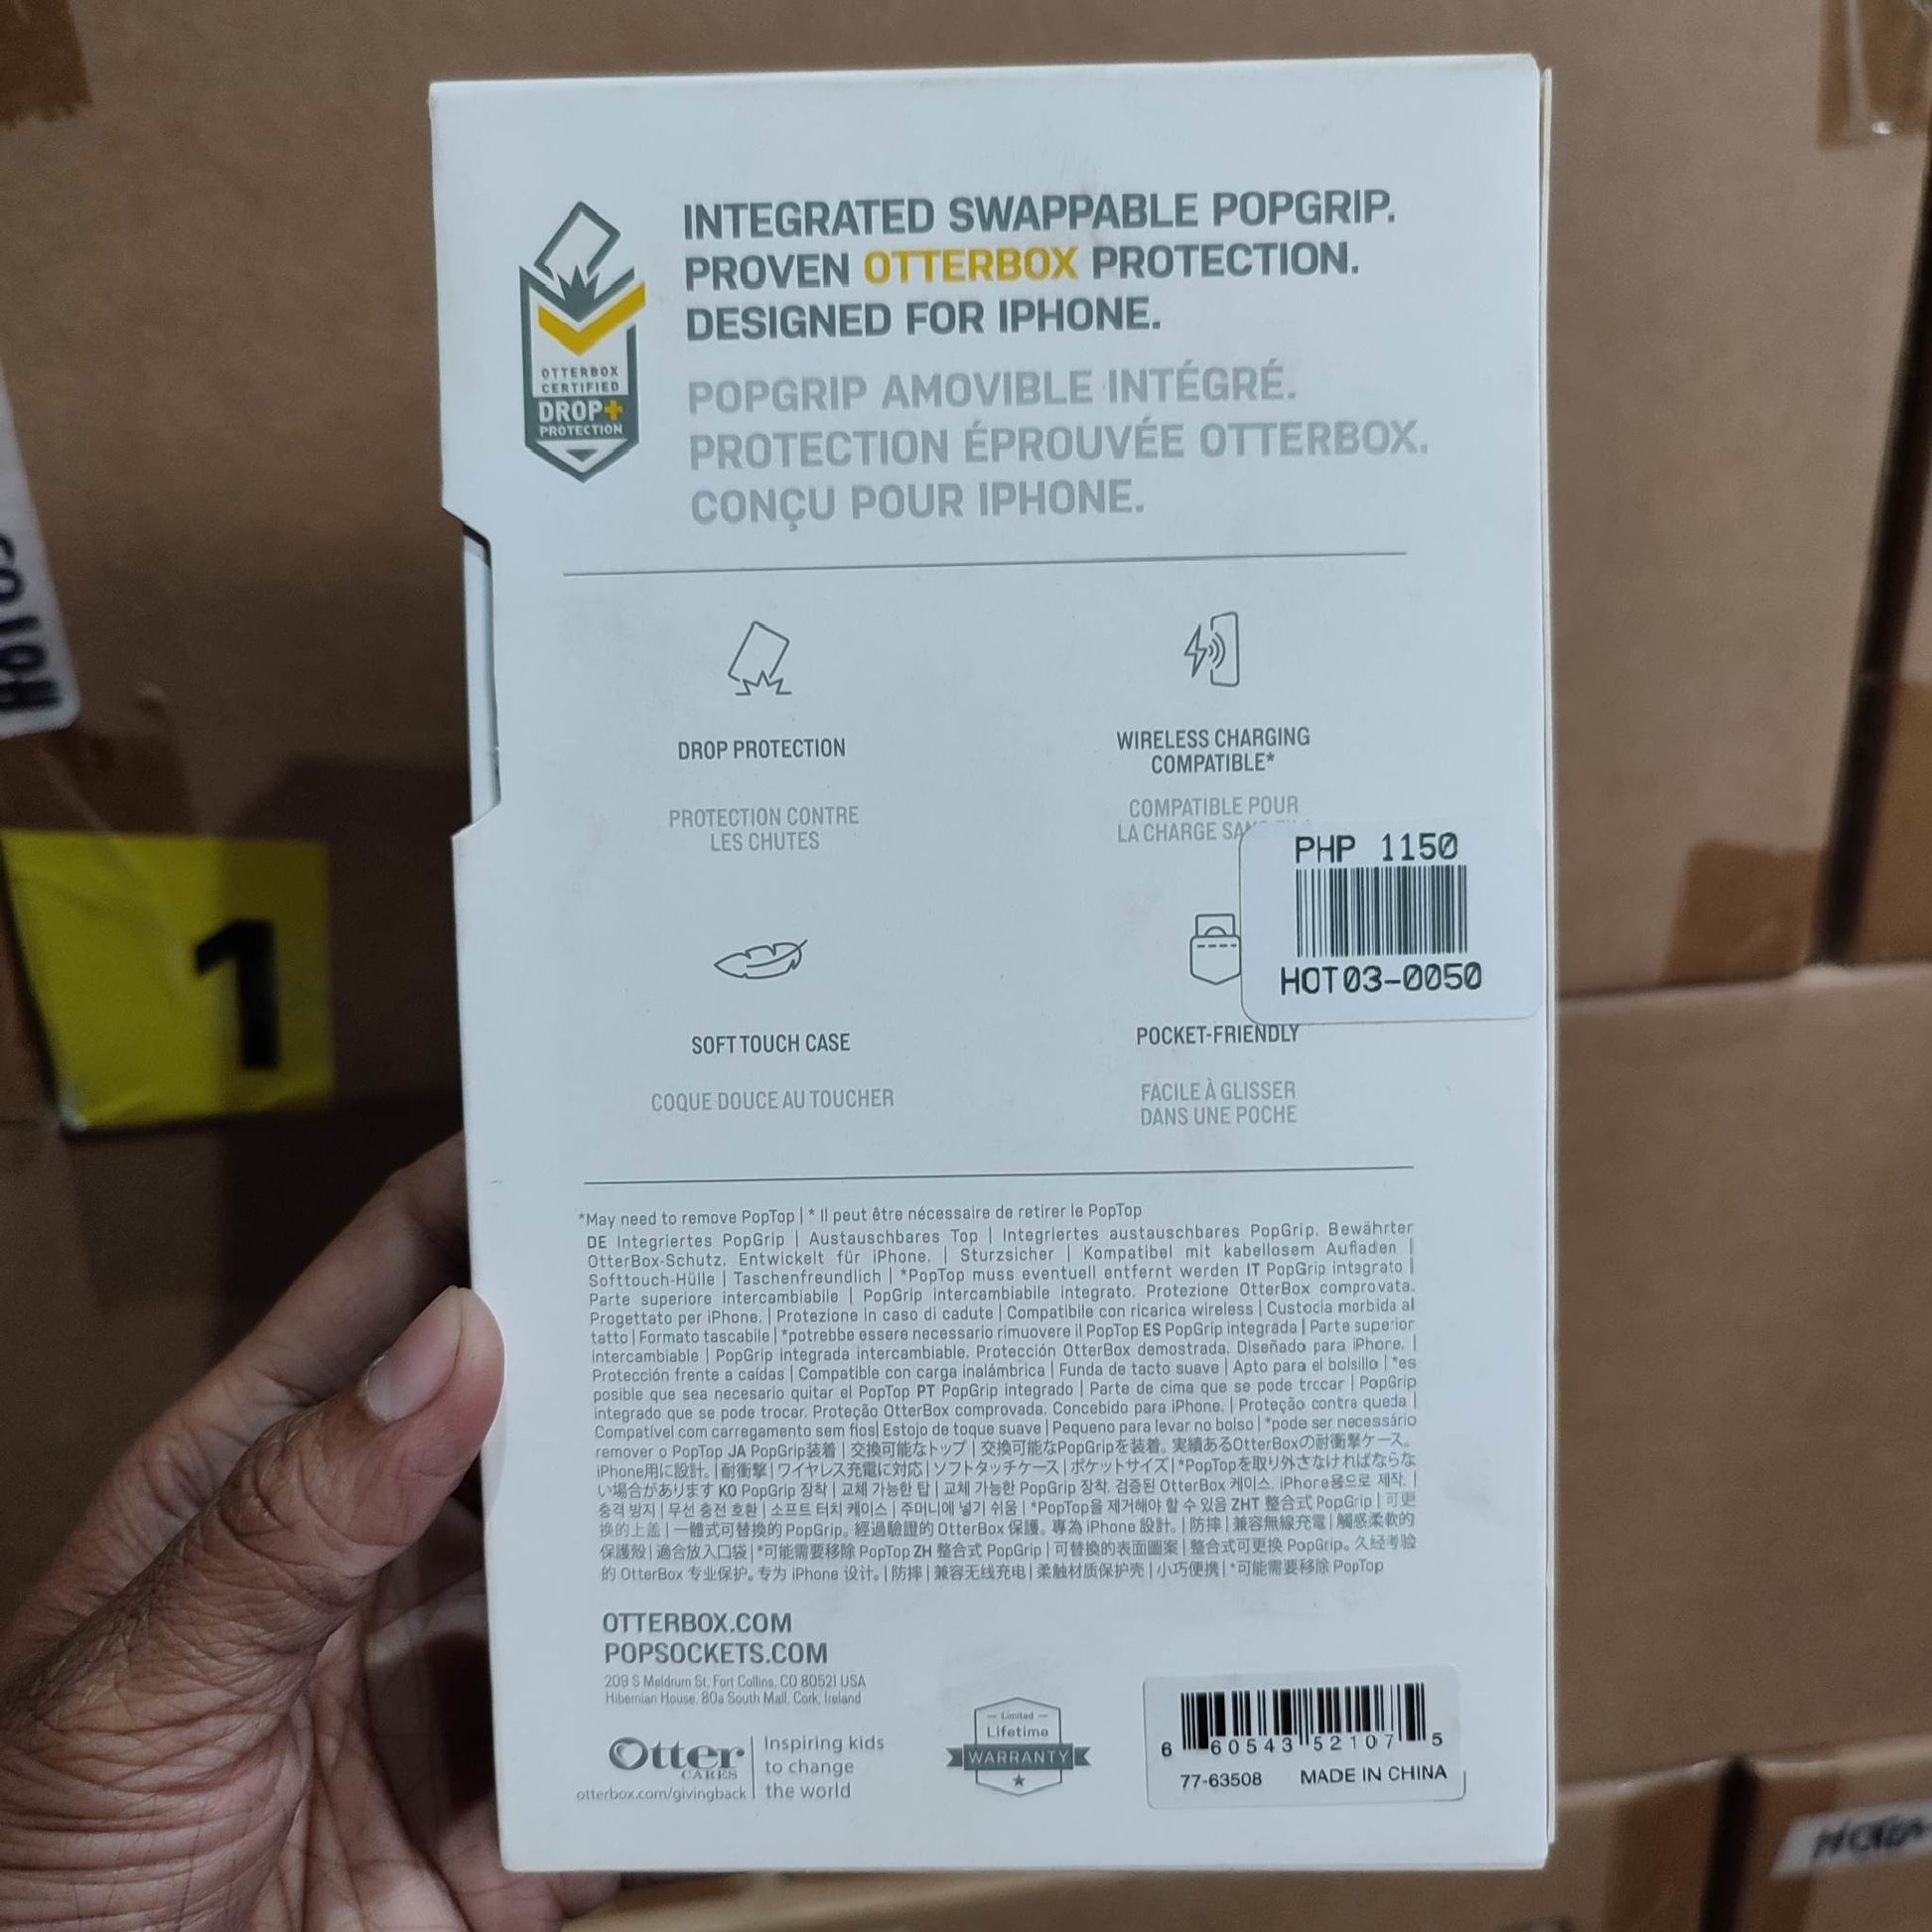 INTEGRATED SWAPPABLE POPGRIP.
PROVEN OTTERBOX PROTECTION.
DESIGNED FOR IPHONE.
POPGRIP AMOVIBLE INTÉGRÉ.
PROTECTION ÉPROUVÉE OTTERBOX.
CONÇU POUR IPHONE.
OTTERBOX
CERTIFIED
DROP+
PROTECTION
DROP PROTECTION
PROTECTION CONTRE
LES CHUTES
WIRELESS CHARGING
COMPATIBLE*
COMPATIBLE POUR
LA CHARGE
PHP 1150
HOT03-0050
SOFT TOUCH CASE
COQUE DOUCE AU TOUCHER
POCKET-FRIENDLY
FACILE À GLISSER
DANS UNE POCHE
*May need to remove PopTop | * Il peut être nécessaire de retirer le PopTop
DE Integriertes PopGrip | Austauschbares Top | Integriertes austauschbares PopGrip. Bewährter
OtterBox-Schutz. Entwickelt für iPhone. | Sturzsicher | Kompatibel mit kabellosem Aufladen |
Softtouch-Hülle | Taschenfreundlich | *PopTop muss eventuell entfernt werden IT PopGrip integrato |
Parte superiore intercambiabile | PopGrip intercambiabile integrato. Protezione OtterBox comprovata.
Progettato per iPhone. | Protezione in caso di cadute | Compatibile con ricarica wireless | Custodia morbida al
tatto | Formato tascabile | *potrebbe essere necessario rimuovere il PopTop ES PopGrip integrada | Parte superior
intercambiable | PopGrip integrada intercambiable. Protección OtterBox demostrada. Diseñado para iPhone. |
Protección frente a caídas | Compatible con carga inalámbrica | Funda de tacto suave | Apto para el bolsillo | *es
posible que sea necesario quitar el PopTop PT PopGrip integrado | Parte de cima que se pode trocar | PopGrip
integrado que se pode trocar. Proteção OtterBox comprovada. Concebido para iPhone. | Proteção contra queda |
Compatível com carregamento sem fios| Estojo de toque suave | Pequeno para levar no bolso | *pode ser necessário
remover o PopTop JA PopGrip装着 | 交換可能なトップ | 交換可能なPopGripを装着。実績あるOtterBoxの耐衝撃ケース。
iPhone用に設計。 | 耐衝撃 | ワイヤレス充電に対応 | ソフトタッチケース | ポケットサイズ | *PopTopを取り外さなければならな
い場合があります KO PopGrip 장착 | 교체 가능한 탑 | 교체 가능한 PopGrip 장착. 검증된 OtterBox 케이스. iPhone용으로 제작. |
충격 방지 | 무선 충전 호환 | 소프트 터치 케이스 | 주머니에 넣기 쉬움 | *PopTop을 제거해야 할 수 있음 ZHT 整合式 PopGrip | 可更
換的上蓋 | 一體式可替換的 PopGrip。經過驗證的 OtterBox 保護。專為 iPhone 設計。 | 防摔 | 兼容無線充電 | 觸感柔軟的
保護殼 | 適合放入口袋 | *可能需要移除 PopTop ZH 整合式 PopGrip | 可替換的表面圖案 | 整合式可更换 PopGrip。久经考验
的 OtterBox 专业保护。专为 iPhone 设计。 | 防摔 | 兼容无线充电 | 柔触材质保护壳 | 小巧便携 | *可能需要移除 PopTop
OTTERBOX.COM
POPSOCKETS.COM
209 S Meldrum St, Fort Collins, CO 80521 USA
Hibernian House, 80a South Mall, Cork, Ireland
Otter
CARES
otterbox.com/givingback
Inspiring kids
to change
the world
Limited
Lifetime
WARRANTY
6 60543 52107 5
77-63508 MADE IN CHINA
1